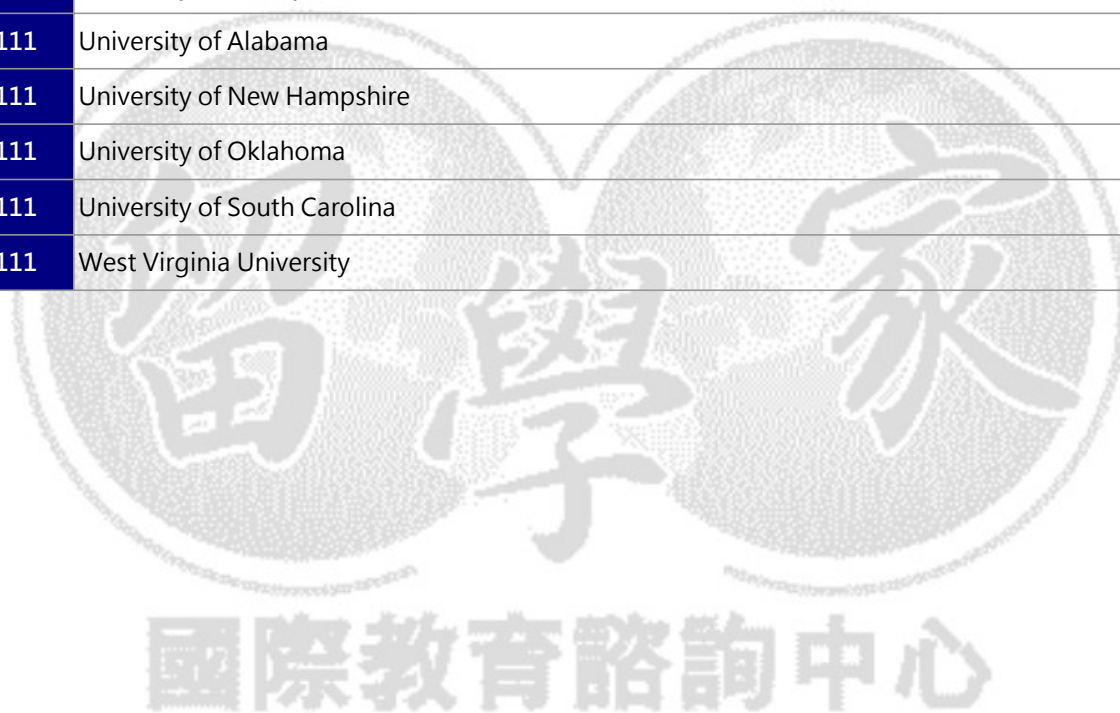 111 University of Alabama
111 University of New Hampshire
111 University of Oklahoma
111 University of South Carolina
111 West Virginia University
留學家
國際教育諮詢中心